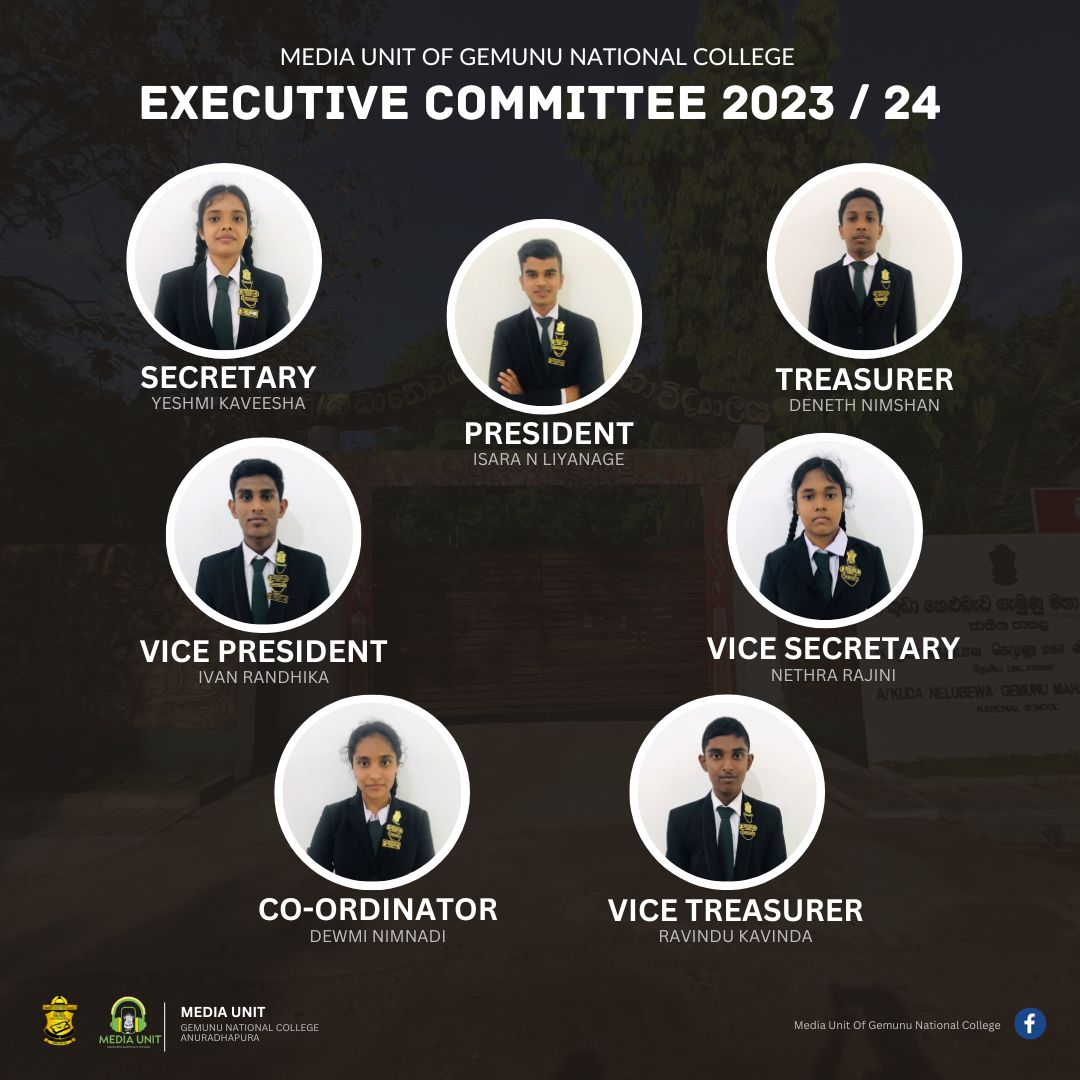 MEDIA UNIT OF GEMUNU NATIONAL COLLEGE
EXECUTIVE COMMITTEE 2023 / 24
SECRETARY
YESHMI KAVEESHA
PRESIDENT
ISARA N LIYANAGE
TREASURER
DENETH NIMSHAN
VICE PRESIDENT
IVAN RANDHIKA
VICE SECRETARY
NETHRA RAJINI
CO-ORDINATOR
DEWMI NIMNADI
VICE TREASURER
RAVINDU KAVINDA
ජාතික පාසල
A/KUDA NELUBEWA GEMUNU
NATIONAL SCHOOL
MEDIA UNIT
MEDIA UNIT
GEMUNU NATIONAL COLLEGE
ANURADHAPURA
Media Unit Of Gemunu National College